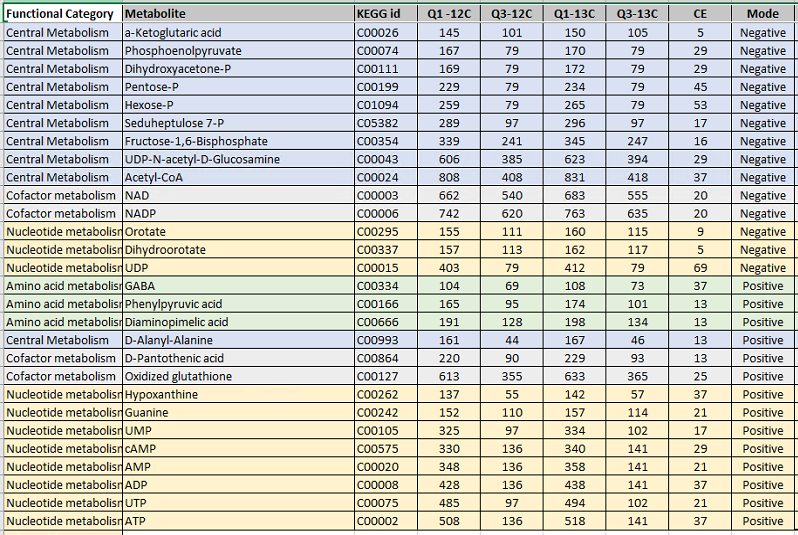 Functional Category Metabolite KEGG id Q1 -12C Q3-12C Q1-13C Q3-13C CE Mode
Central Metabolism a-Ketoglutaric acid C00026 145 101 150 105 5 Negative
Central Metabolism Phosphoenolpyruvate C00074 167 79 170 79 29 Negative
Central Metabolism Dihydroxyacetone-P C00111 169 79 172 79 29 Negative
Central Metabolism Pentose-P C00199 229 79 234 79 45 Negative
Central Metabolism Hexose-P C01094 259 79 265 79 53 Negative
Central Metabolism Seduheptulose 7-P C05382 289 97 296 97 17 Negative
Central Metabolism Fructose-1,6-Bisphosphate C00354 339 241 345 247 16 Negative
Central Metabolism UDP-N-acetyl-D-Glucosamine C00043 606 385 623 394 29 Negative
Central Metabolism Acetyl-CoA C00024 808 408 831 418 37 Negative
Cofactor metabolism NAD C00003 662 540 683 555 20 Negative
Cofactor metabolism NADP C00006 742 620 763 635 20 Negative
Nucleotide metabolism Orotate C00295 155 111 160 115 9 Negative
Nucleotide metabolism Dihydroorotate C00337 157 113 162 117 5 Negative
Nucleotide metabolism UDP C00015 403 79 412 79 69 Negative
Amino acid metabolism GABA C00334 104 69 108 73 37 Positive
Amino acid metabolism Phenylpyruvic acid C00166 165 95 174 101 13 Positive
Amino acid metabolism Diaminopimelic acid C00666 191 128 198 134 13 Positive
Central Metabolism D-Alanyl-Alanine C00993 161 44 167 46 13 Positive
Cofactor metabolism D-Pantothenic acid C00864 220 90 229 93 13 Positive
Cofactor metabolism Oxidized glutathione C00127 613 355 633 365 25 Positive
Nucleotide metabolism Hypoxanthine C00262 137 55 142 57 37 Positive
Nucleotide metabolism Guanine C00242 152 110 157 114 21 Positive
Nucleotide metabolism UMP C00105 325 97 334 102 17 Positive
Nucleotide metabolism cAMP C00575 330 136 340 141 29 Positive
Nucleotide metabolism AMP C00020 348 136 358 141 21 Positive
Nucleotide metabolism ADP C00008 428 136 438 141 37 Positive
Nucleotide metabolism UTP C00075 485 97 494 102 21 Positive
Nucleotide metabolism ATP C00002 508 136 518 141 37 Positive